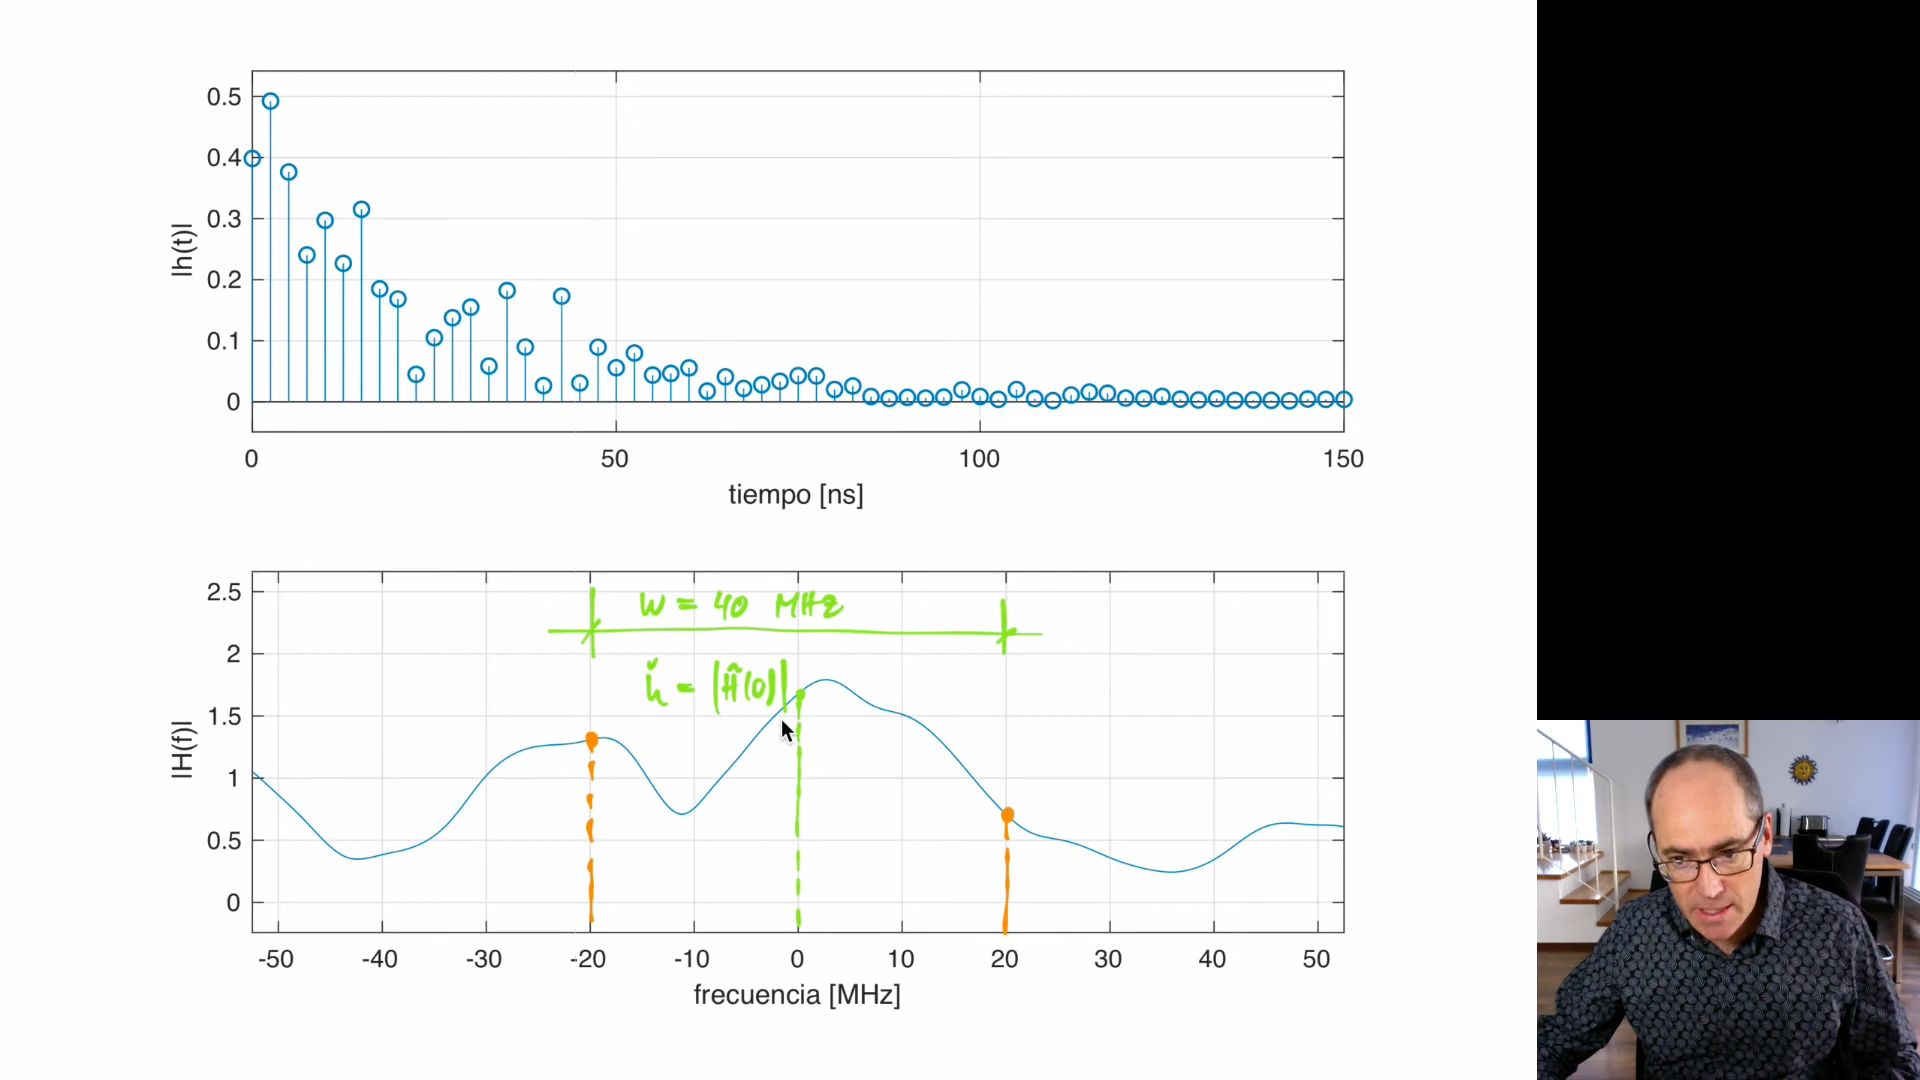 0.5
0.4
0.3
0.2
0.1
0
|h(t)|
0 50 100 150
tiempo [ns]
2.5
2
1.5
1
0.5
0
|H(f)|
W = 40 MHz
ȟ = |H̃(0)|
-50 -40 -30 -20 -10 0 10 20 30 40 50
frecuencia [MHz]